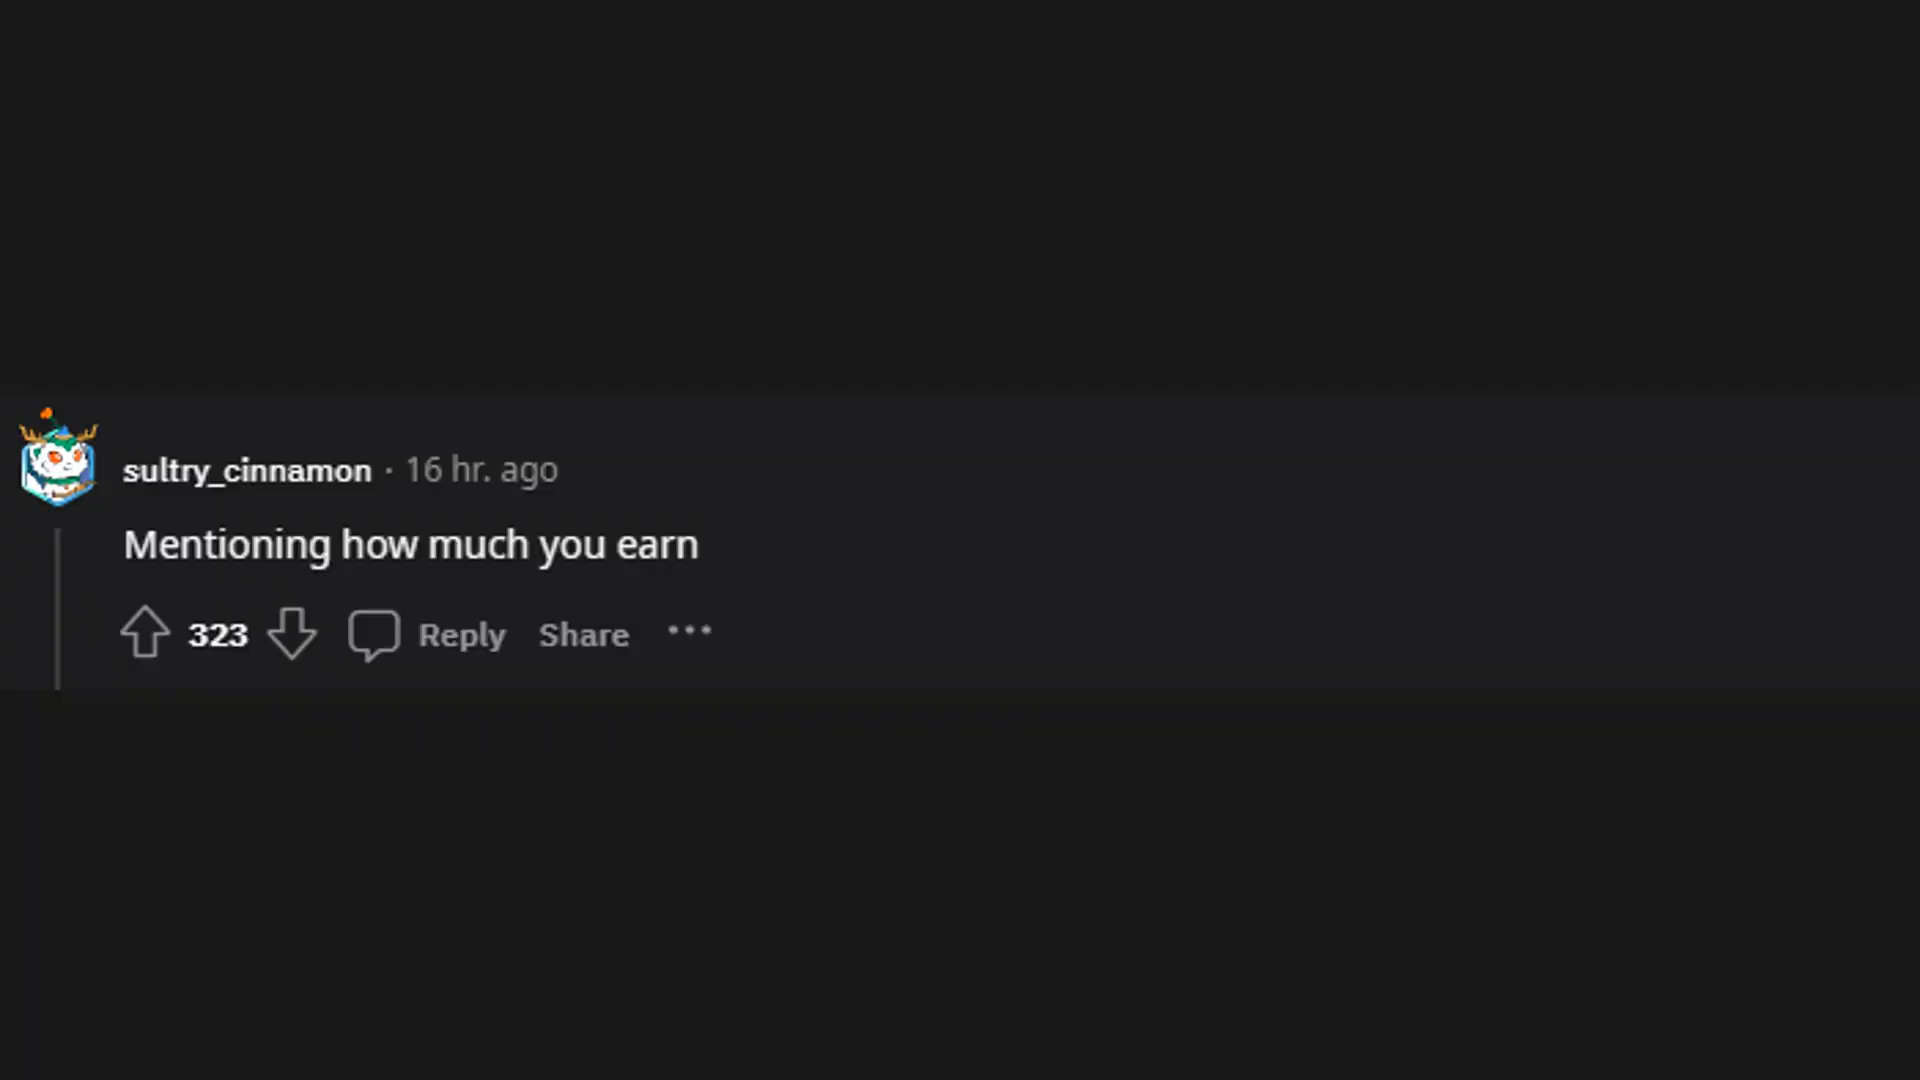 sultry_cinnamon · 16 hr. ago
Mentioning how much you earn
323 Reply Share ...